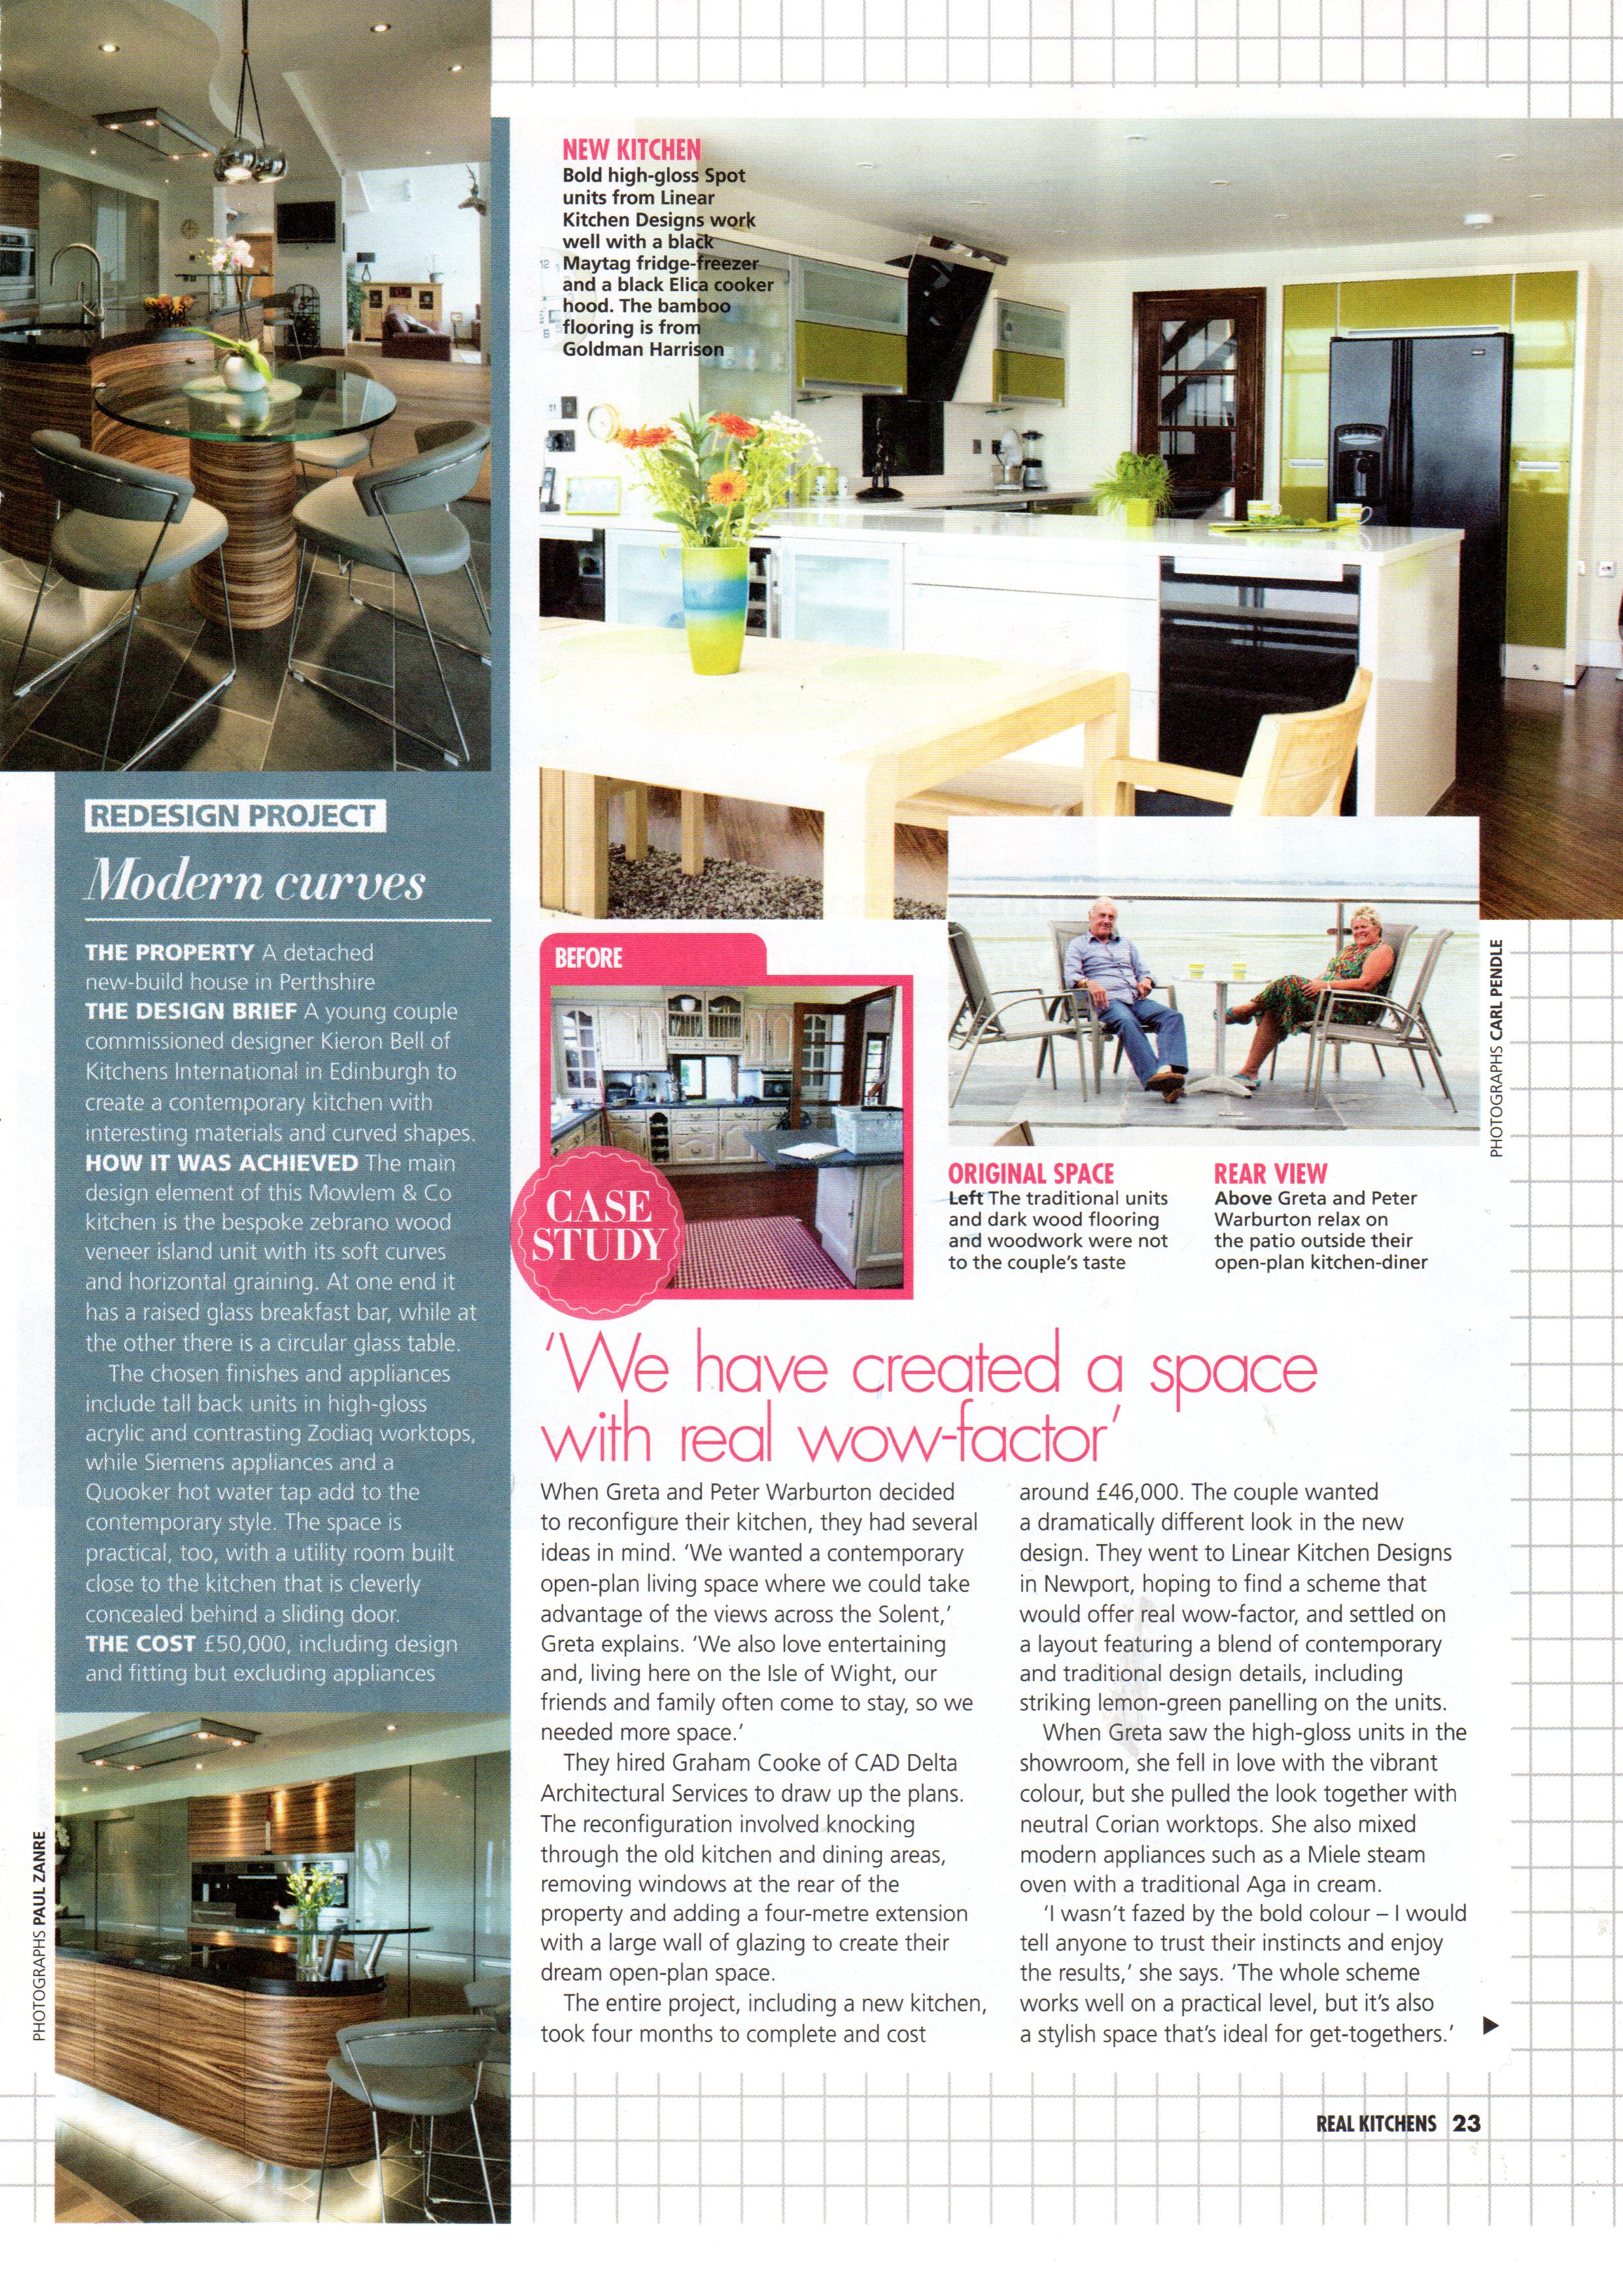 NEW KITCHEN
Bold high-gloss Spot
units from Linear
Kitchen Designs work
well with a black
Maytag fridge-freezer
and a black Elica cooker
hood. The bamboo
flooring is from
Goldman Harrison
REDESIGN PROJECT
Modern curves
THE PROPERTY A detached
new-build house in Perthshire
THE DESIGN BRIEF A young couple
commissioned designer Kieron Bell of
Kitchens International in Edinburgh to
create a contemporary kitchen with
interesting materials and curved shapes.
HOW IT WAS ACHIEVED The main
design element of this Mowlem & Co
kitchen is the bespoke zebrano wood
veneer island unit with its soft curves
and horizontal graining. At one end it
has a raised glass breakfast bar, while at
the other there is a circular glass table.
The chosen finishes and appliances
include tall back units in high-gloss
acrylic and contrasting Zodiaq worktops,
while Siemens appliances and a
Quooker hot water tap add to the
contemporary style. The space is
practical, too, with a utility room built
close to the kitchen that is cleverly
concealed behind a sliding door.
THE COST £50,000, including design
and fitting but excluding appliances
PHOTOGRAPHS PAUL ZANRE
BEFORE
CASE
STUDY
PHOTOGRAPHS CARL PENDLE
ORIGINAL SPACE
Left The traditional units
and dark wood flooring
and woodwork were not
to the couple's taste
REAR VIEW
Above Greta and Peter
Warburton relax on
the patio outside their
open-plan kitchen-diner
'We have created a space
with real wow-factor'
When Greta and Peter Warburton decided
to reconfigure their kitchen, they had several
ideas in mind. 'We wanted a contemporary
open-plan living space where we could take
advantage of the views across the Solent,'
Greta explains. 'We also love entertaining
and, living here on the Isle of Wight, our
friends and family often come to stay, so we
needed more space.'
They hired Graham Cooke of CAD Delta
Architectural Services to draw up the plans.
The reconfiguration involved knocking
through the old kitchen and dining areas,
removing windows at the rear of the
property and adding a four-metre extension
with a large wall of glazing to create their
dream open-plan space.
The entire project, including a new kitchen,
took four months to complete and cost
around £46,000. The couple wanted
a dramatically different look in the new
design. They went to Linear Kitchen Designs
in Newport, hoping to find a scheme that
would offer real wow-factor, and settled on
a layout featuring a blend of contemporary
and traditional design details, including
striking lemon-green panelling on the units.
When Greta saw the high-gloss units in the
showroom, she fell in love with the vibrant
colour, but she pulled the look together with
neutral Corian worktops. She also mixed
modern appliances such as a Miele steam
oven with a traditional Aga in cream.
'I wasn't fazed by the bold colour – I would
tell anyone to trust their instincts and enjoy
the results,' she says. 'The whole scheme
works well on a practical level, but it's also
a stylish space that's ideal for get-togethers.'
REAL KITCHENS 23